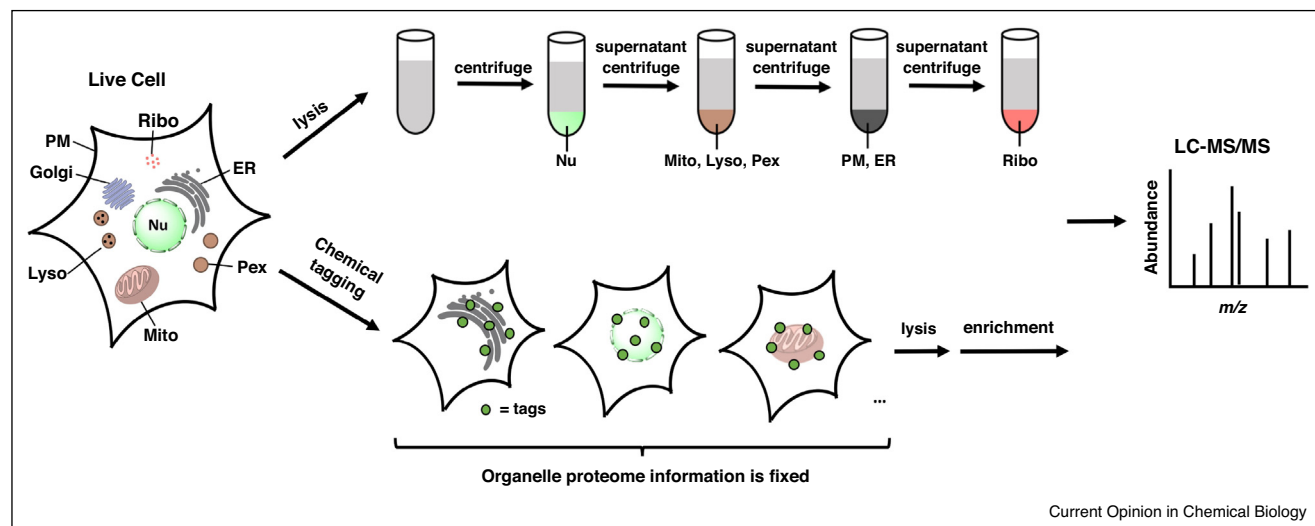 Live Cell
PM
Ribo
Golgi
ER
Nu
Lyso
Pex
Mito
lysis
centrifuge
supernatant
centrifuge
supernatant
centrifuge
supernatant
centrifuge
Nu
Mito, Lyso, Pex
PM, ER
Ribo
Chemical
tagging
= tags
...
lysis
enrichment
Organelle proteome information is fixed
LC-MS/MS
Abundance
m/z
Current Opinion in Chemical Biology